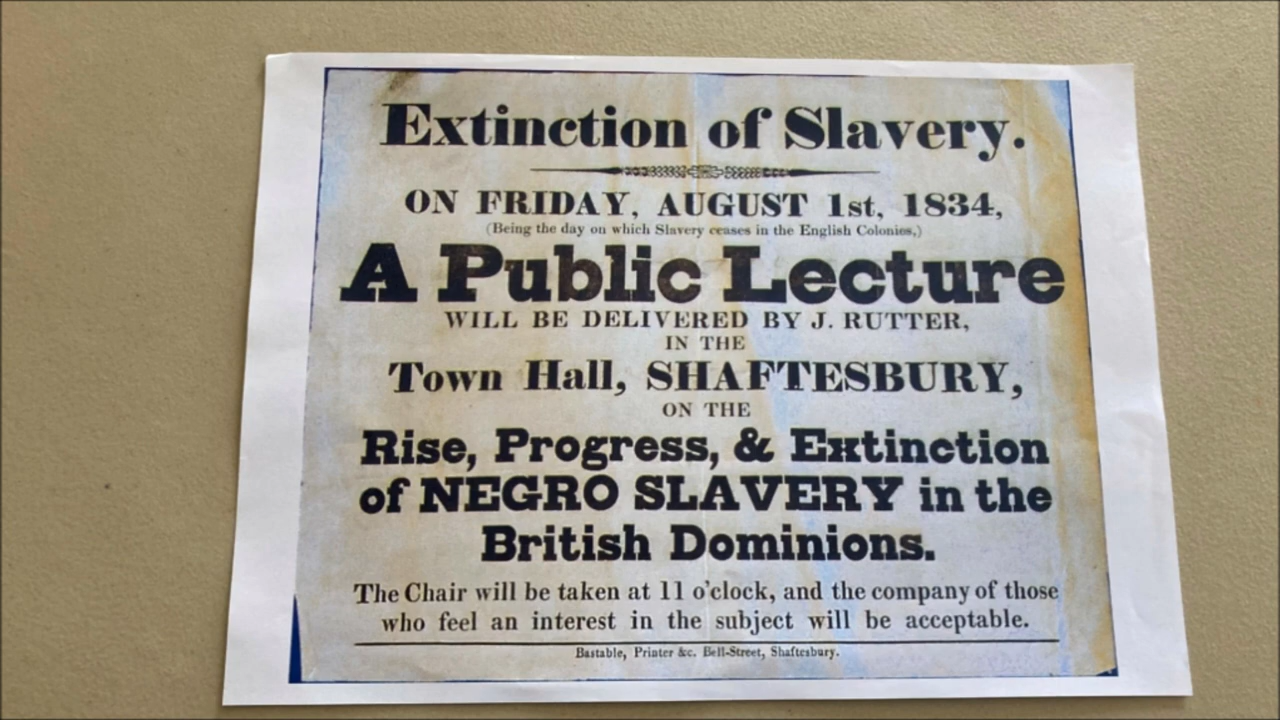 Extinction of Slavery.
ON FRIDAY, AUGUST 1st, 1834,
(Being the day on which Slavery ceases in the English Colonies,)
A Public Lecture
WILL BE DELIVERED BY J. RUTTER,
IN THE
Town Hall, SHAFTESBURY,
ON THE
Rise, Progress, & Extinction
of NEGRO SLAVERY in the
British Dominions.
The Chair will be taken at 11 o'clock, and the company of those
who feel an interest in the subject will be acceptable.
Bastable, Printer &c. Bell-Street, Shaftesbury.